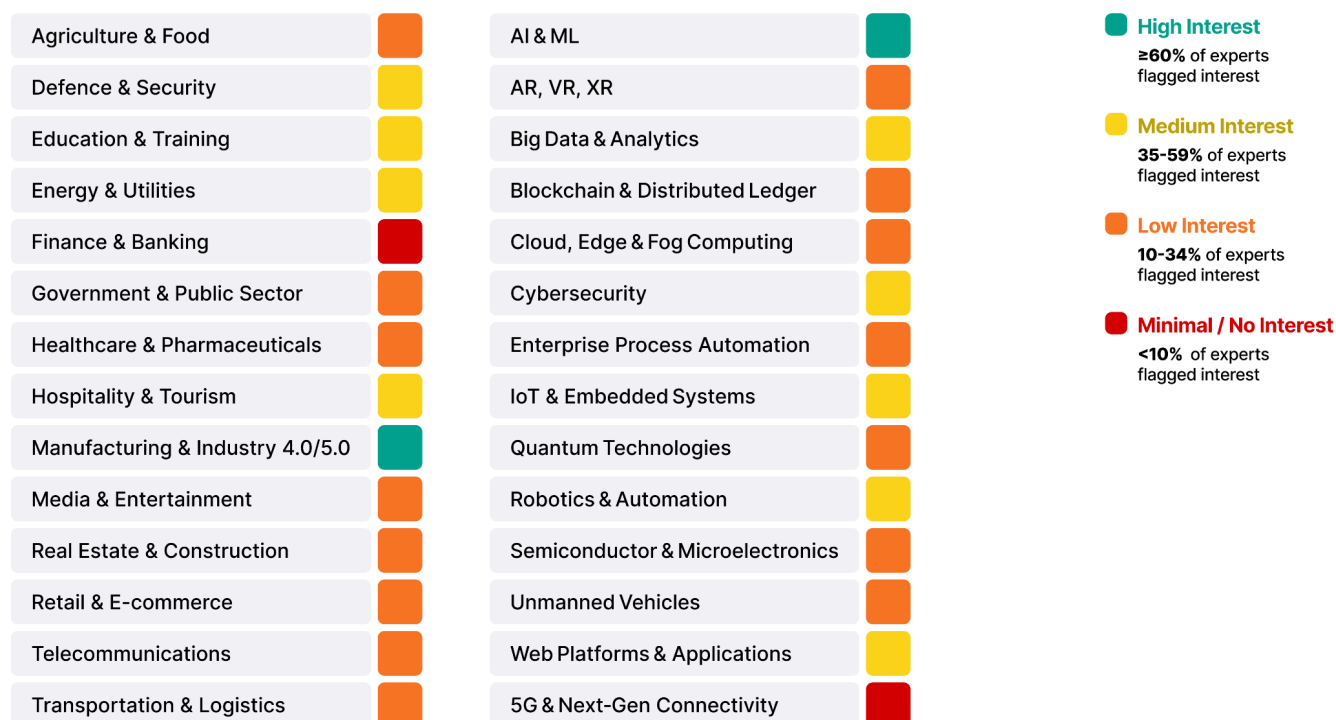 Agriculture & Food
Defence & Security
Education & Training
Energy & Utilities
Finance & Banking
Government & Public Sector
Healthcare & Pharmaceuticals
Hospitality & Tourism
Manufacturing & Industry 4.0/5.0
Media & Entertainment
Real Estate & Construction
Retail & E-commerce
Telecommunications
Transportation & Logistics
AI & ML
AR, VR, XR
Big Data & Analytics
Blockchain & Distributed Ledger
Cloud, Edge & Fog Computing
Cybersecurity
Enterprise Process Automation
IoT & Embedded Systems
Quantum Technologies
Robotics & Automation
Semiconductor & Microelectronics
Unmanned Vehicles
Web Platforms & Applications
5G & Next-Gen Connectivity
High Interest
≥60% of experts
flagged interest
Medium Interest
35-59% of experts
flagged interest
Low Interest
10-34% of experts
flagged interest
Minimal / No Interest
<10% of experts
flagged interest